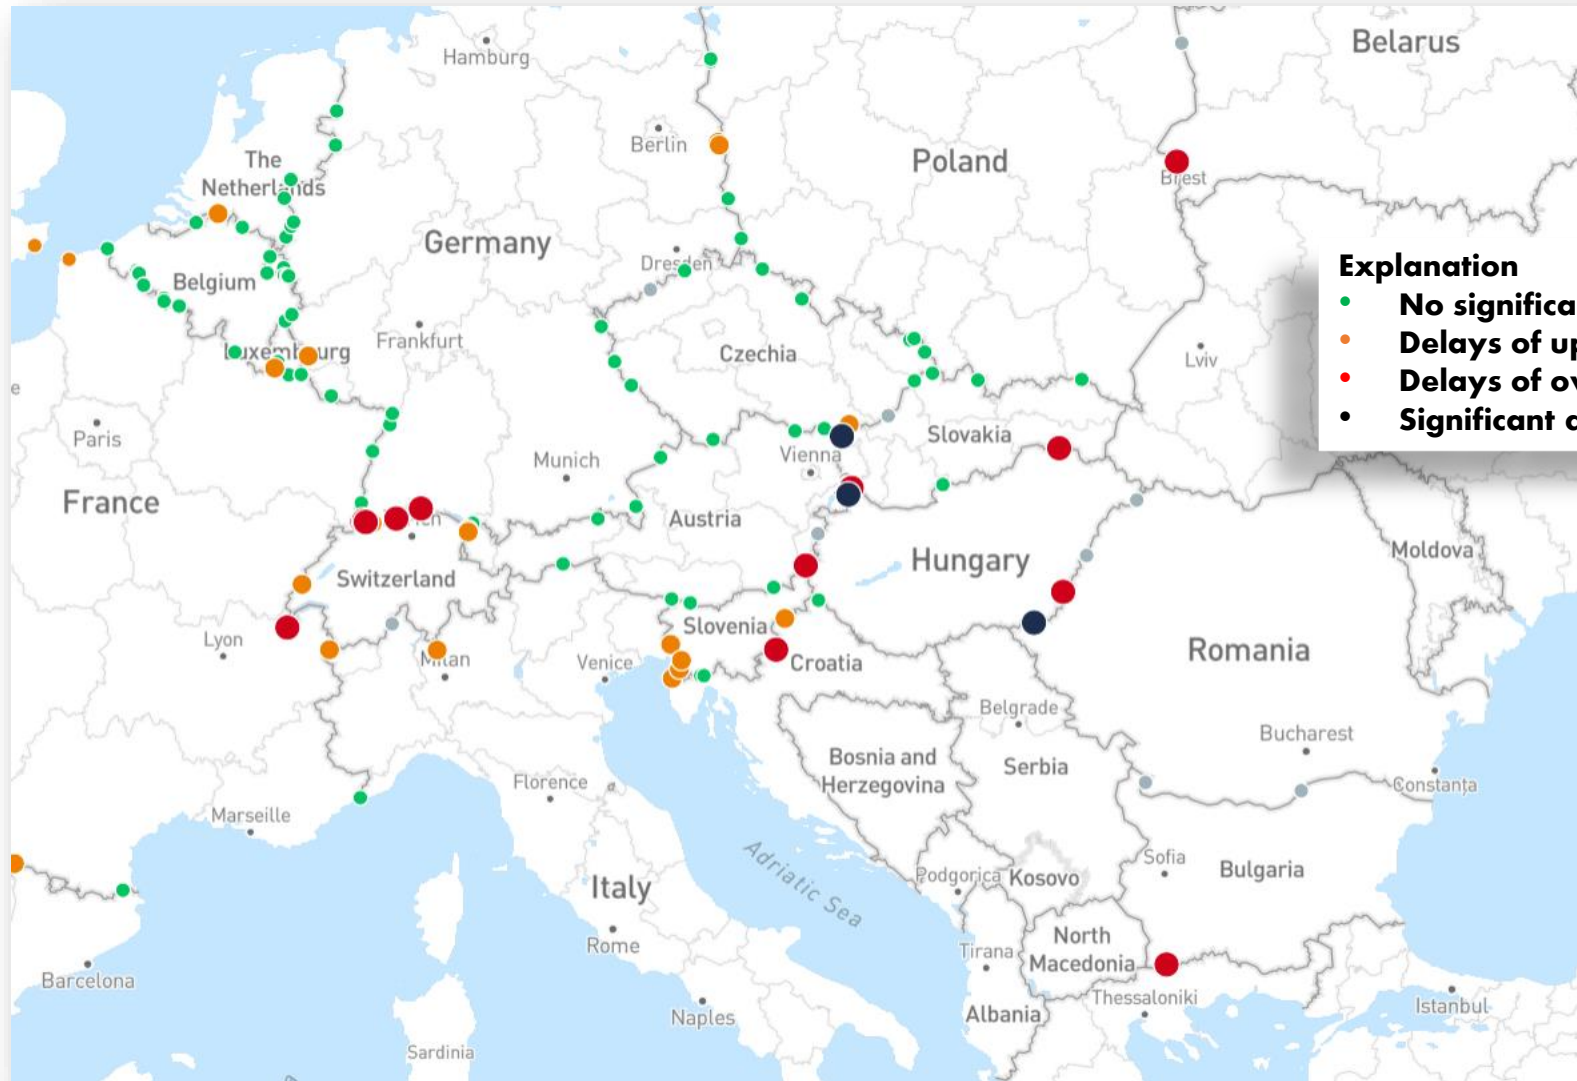 Hamburg
Belarus
Berlin
The
Netherlands
Poland
Brest
Germany
Dresden
Explanation
No significa
Delays of up
Delays of ov
Significant d
Belgium
Frankfurt
Luxembourg
Czechia
Lviv
Paris
Vienna
Slovakia
Munich
France
Austria
Switzerland
Hungary
Moldova
Lyon
Slovenia
Milan
Venice
Croatia
Romania
Belgrade
Bucharest
Bosnia and
Herzegovina
Serbia
Constanța
Florence
Marseille
Adriatic Sea
Sofia
Bulgaria
Podgorica
Kosovo
Italy
Rome
Tirana
North
Macedonia
Barcelona
Thessaloniki
Istanbul
Naples
Albania
Sardinia